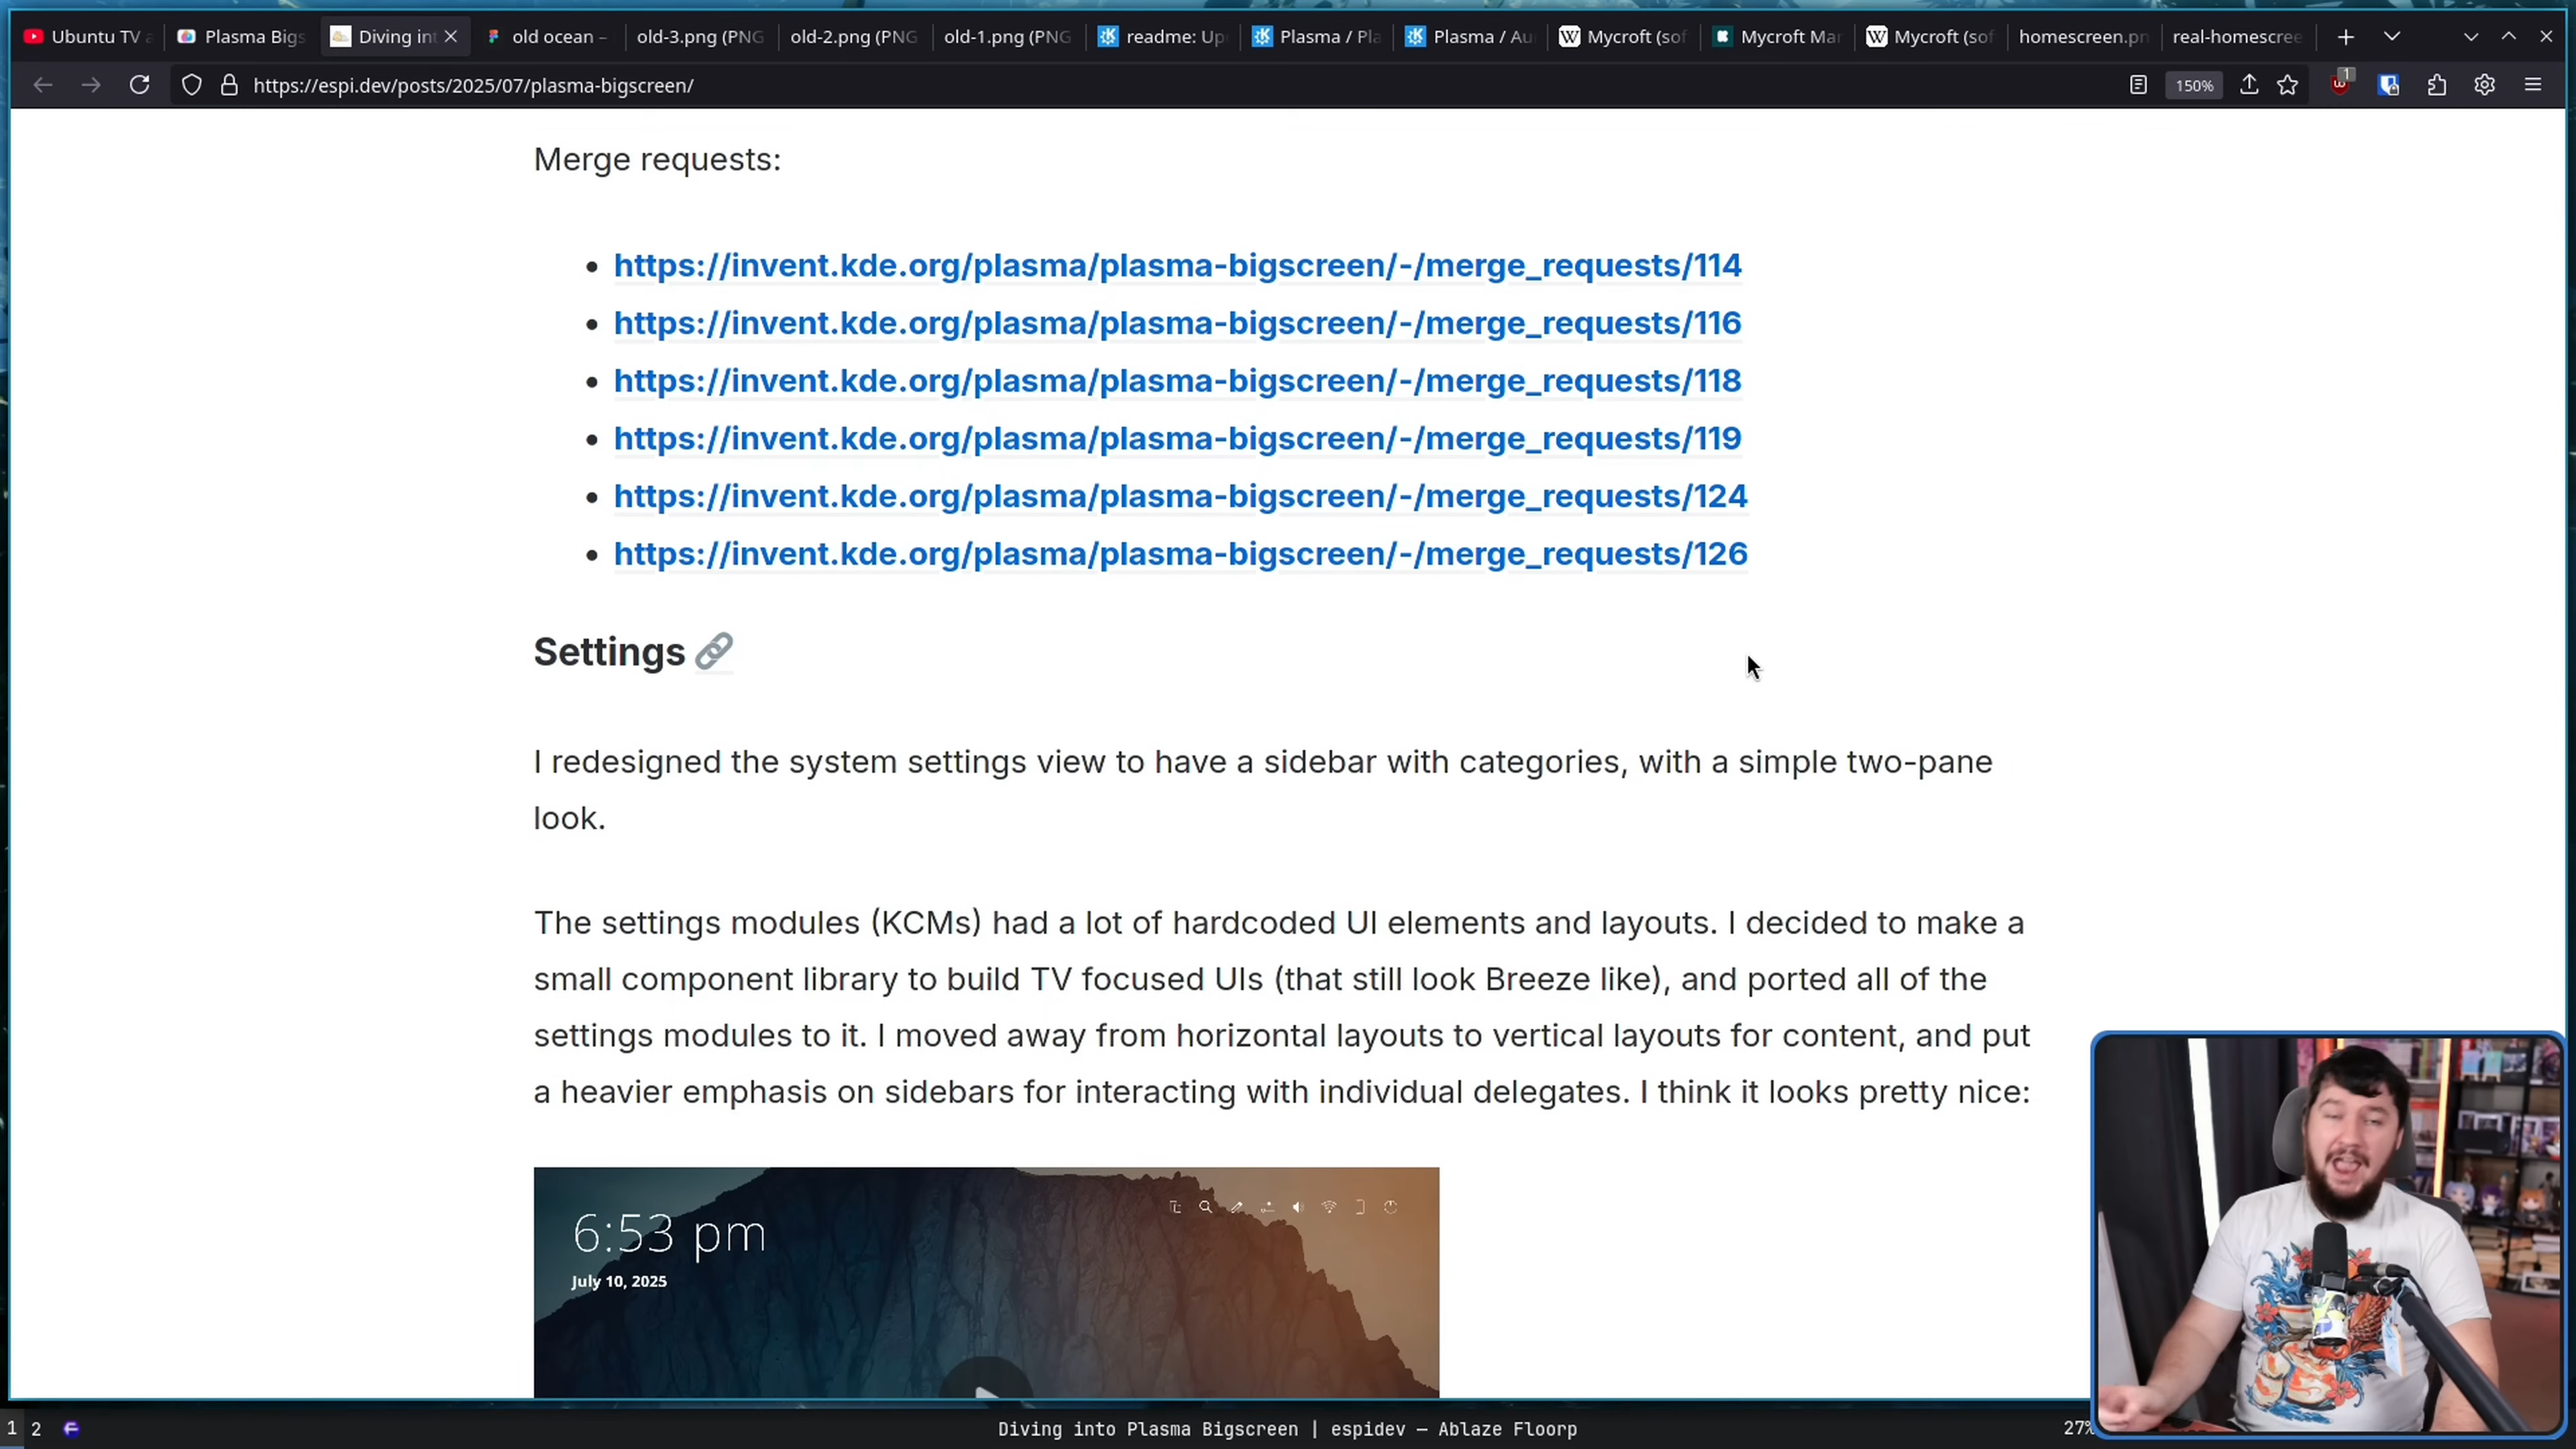 Ubuntu TV a
Plasma Bigs
Diving int
old ocean –
old-3.png (PNG
old-2.png (PNG
old-1.png (PNG
readme: Up
Plasma / Pla
Plasma / Au
Mycroft (sof
Mycroft Mar
Mycroft (sof
homescreen.pn
real-homescree
https://espi.dev/posts/2025/07/plasma-bigscreen/
150%
1
Merge requests:
• https://invent.kde.org/plasma/plasma-bigscreen/-/merge_requests/114
• https://invent.kde.org/plasma/plasma-bigscreen/-/merge_requests/116
• https://invent.kde.org/plasma/plasma-bigscreen/-/merge_requests/118
• https://invent.kde.org/plasma/plasma-bigscreen/-/merge_requests/119
• https://invent.kde.org/plasma/plasma-bigscreen/-/merge_requests/124
• https://invent.kde.org/plasma/plasma-bigscreen/-/merge_requests/126
Settings
I redesigned the system settings view to have a sidebar with categories, with a simple two-pane
look.
The settings modules (KCMs) had a lot of hardcoded UI elements and layouts. I decided to make a
small component library to build TV focused UIs (that still look Breeze like), and ported all of the
settings modules to it. I moved away from horizontal layouts to vertical layouts for content, and put
a heavier emphasis on sidebars for interacting with individual delegates. I think it looks pretty nice:
6:53 pm
July 10, 2025
1 2
Diving into Plasma Bigscreen | espidev — Ablaze Floorp
27%